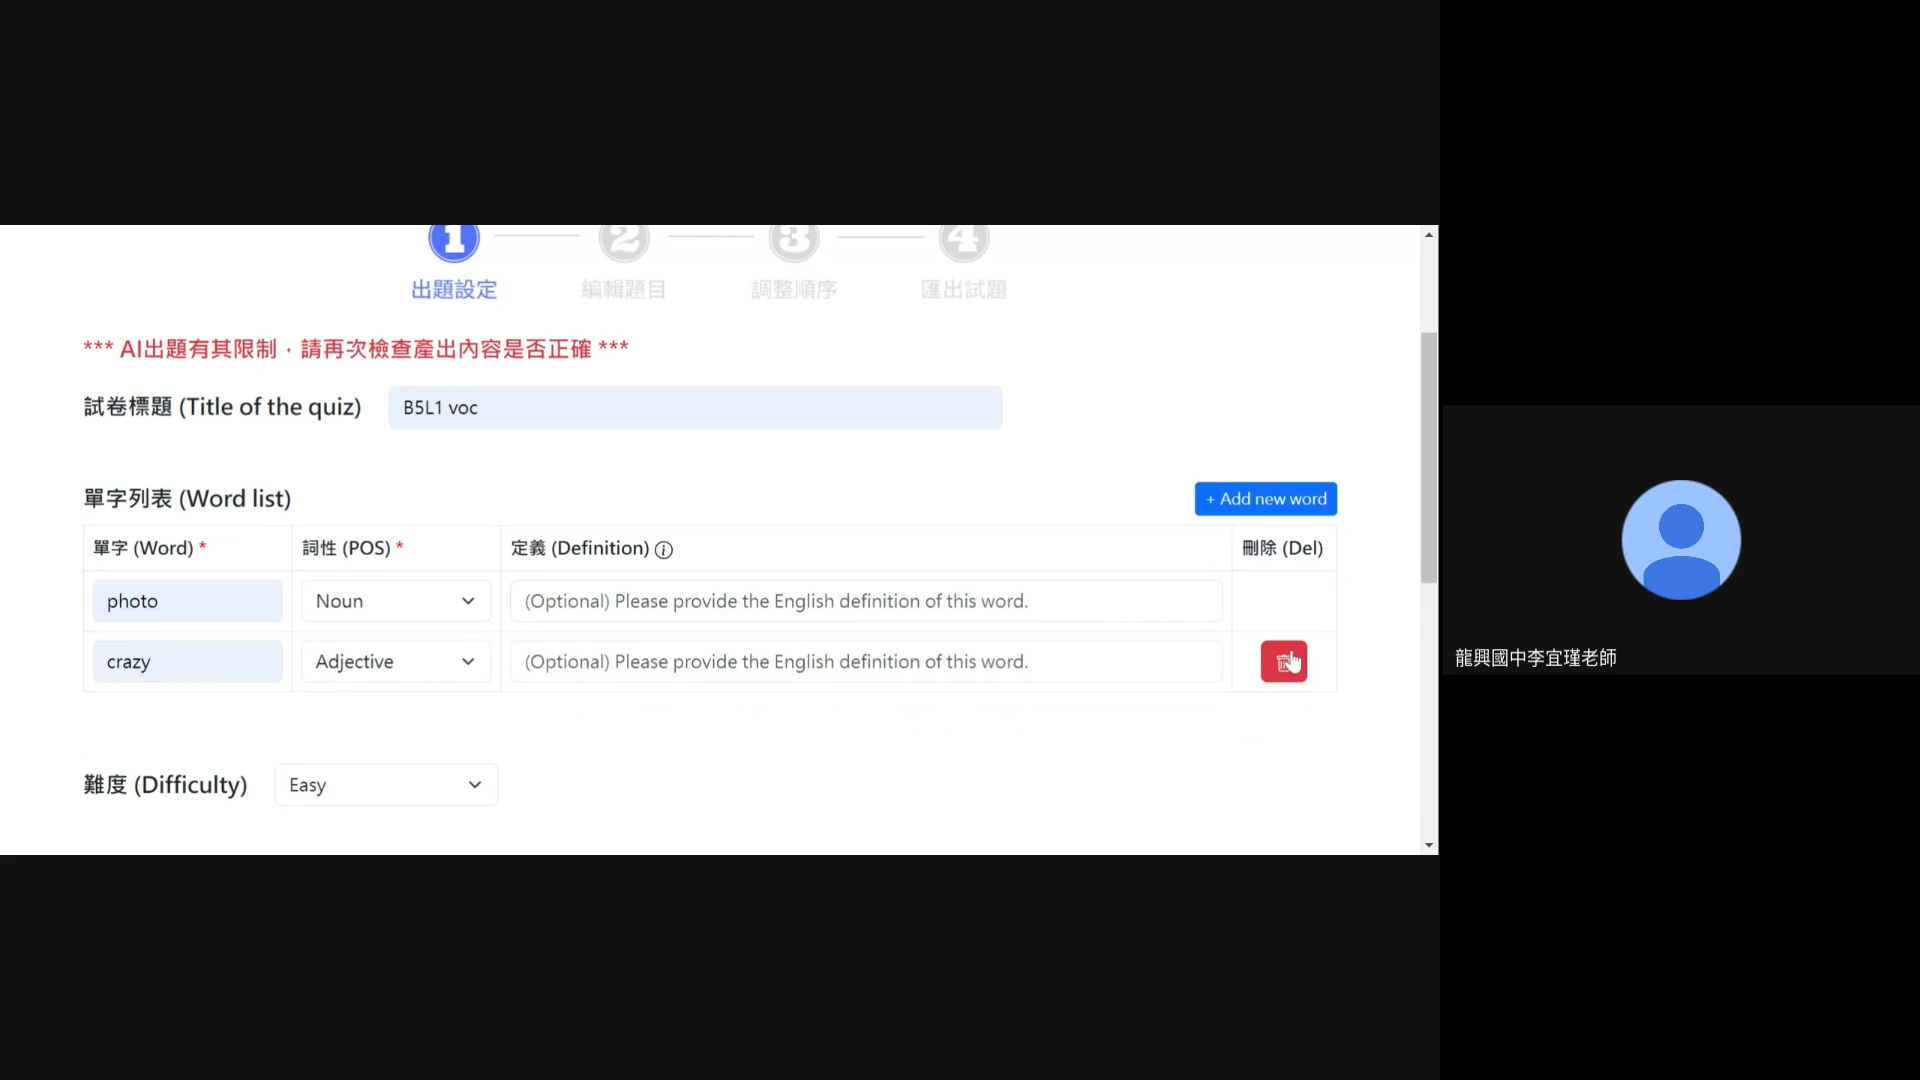 1 2 3 4
出題設定 編輯題目 調整順序 匯出試題
*** AI出題有其限制，請再次檢查產出內容是否正確 ***
試卷標題 (Title of the quiz) B5L1 voc
單字列表 (Word list) + Add new word
單字 (Word) * 詞性 (POS) * 定義 (Definition) 刪除 (Del)
photo Noun (Optional) Please provide the English definition of this word.
crazy Adjective (Optional) Please provide the English definition of this word.
難度 (Difficulty) Easy
龍興國中李宜瑾老師